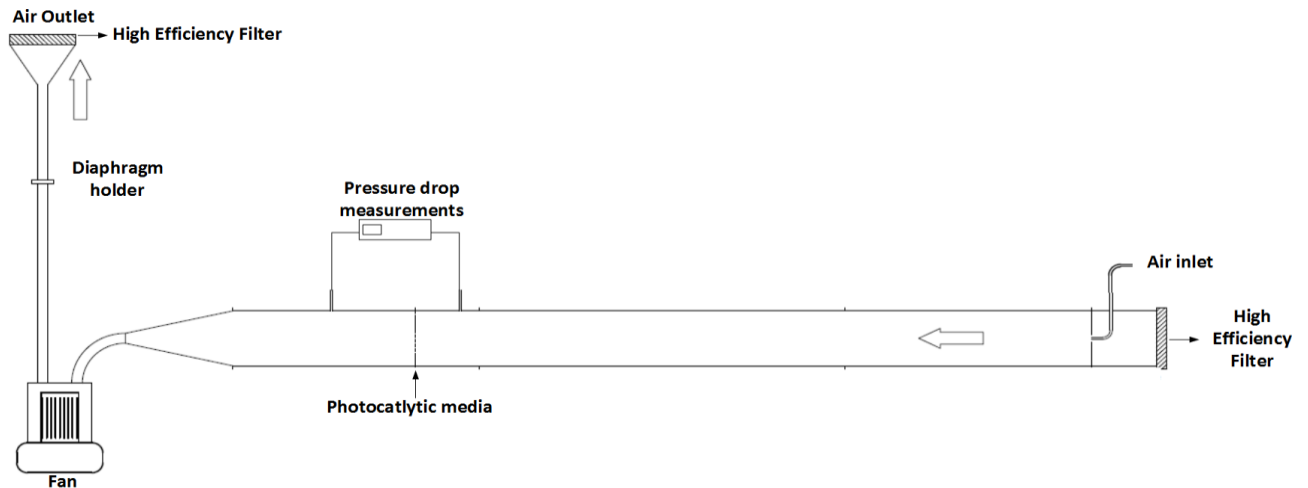 Air Outlet
High Efficiency Filter
Diaphragm
holder
Pressure drop
measurements
Air inlet
High
Efficiency
Filter
Photocatlytic media
Fan